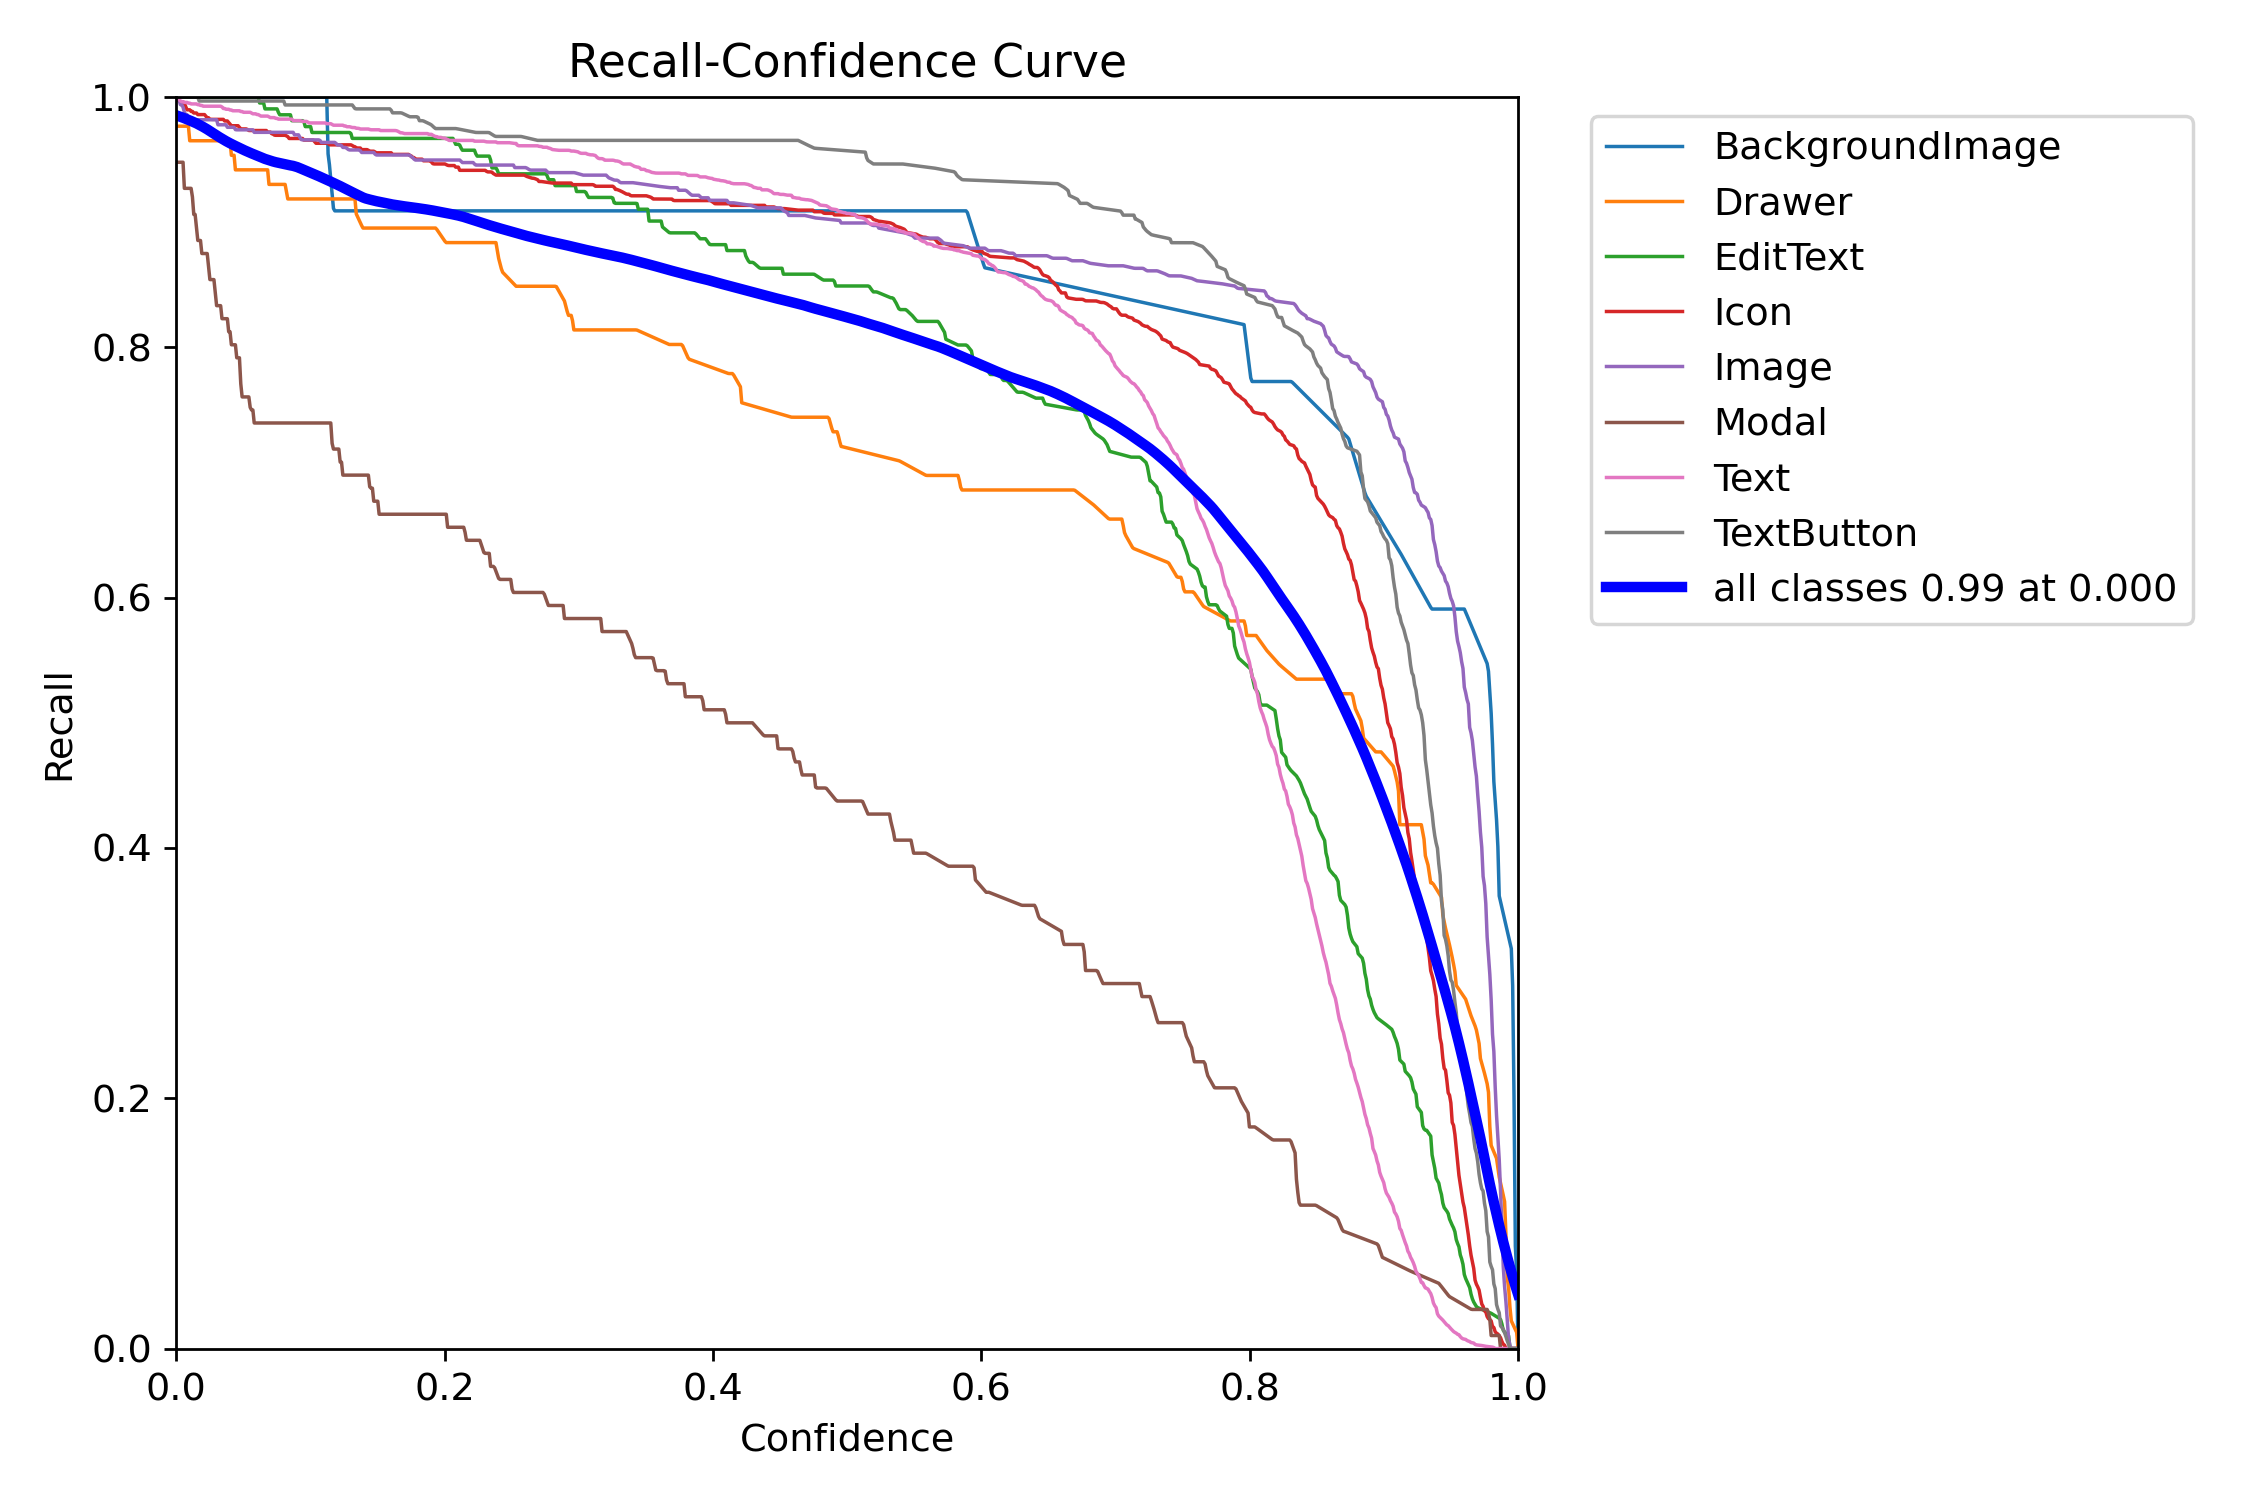 Recall-Confidence Curve
1.0
0.8
0.6
0.4
0.2
0.0
Recall
0.0 0.2 0.4 0.6 0.8 1.0
Confidence
BackgroundImage
Drawer
EditText
Icon
Image
Modal
Text
TextButton
all classes 0.99 at 0.000